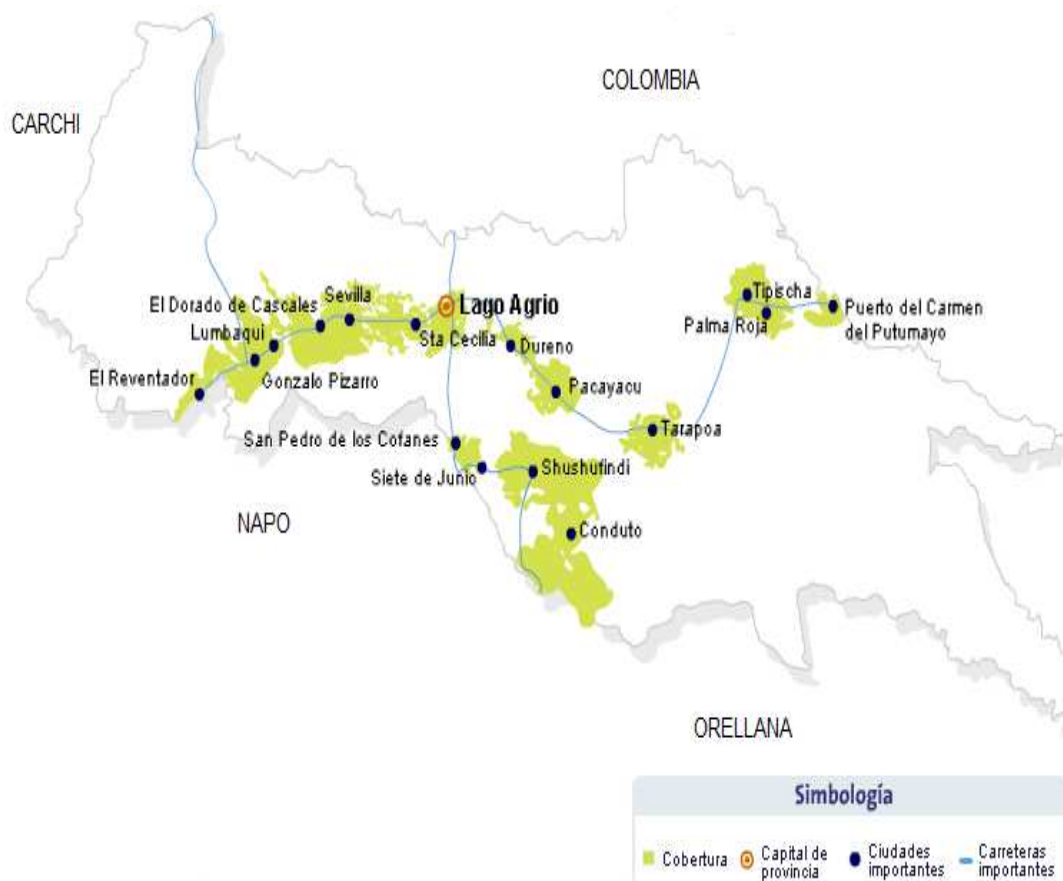 COLOMBIA
CARCHI
Sevilla
El Dorado de Cascales
Lago Agrio
Tipischa
Puerto del Carmen
del Putumayo
Palma Roja
Lumbaqui
Sta Cecilia
Dureno
El Reventador
Gonzalo Pizarro
Pacayacu
Tarapoa
San Pedro de los Cofanes
Siete de Junio
Shushufindi
NAPO
Conduto
ORELLANA
Simbología
Cobertura
Capital de
provincia
Ciudades
importantes
Carreteras
importantes